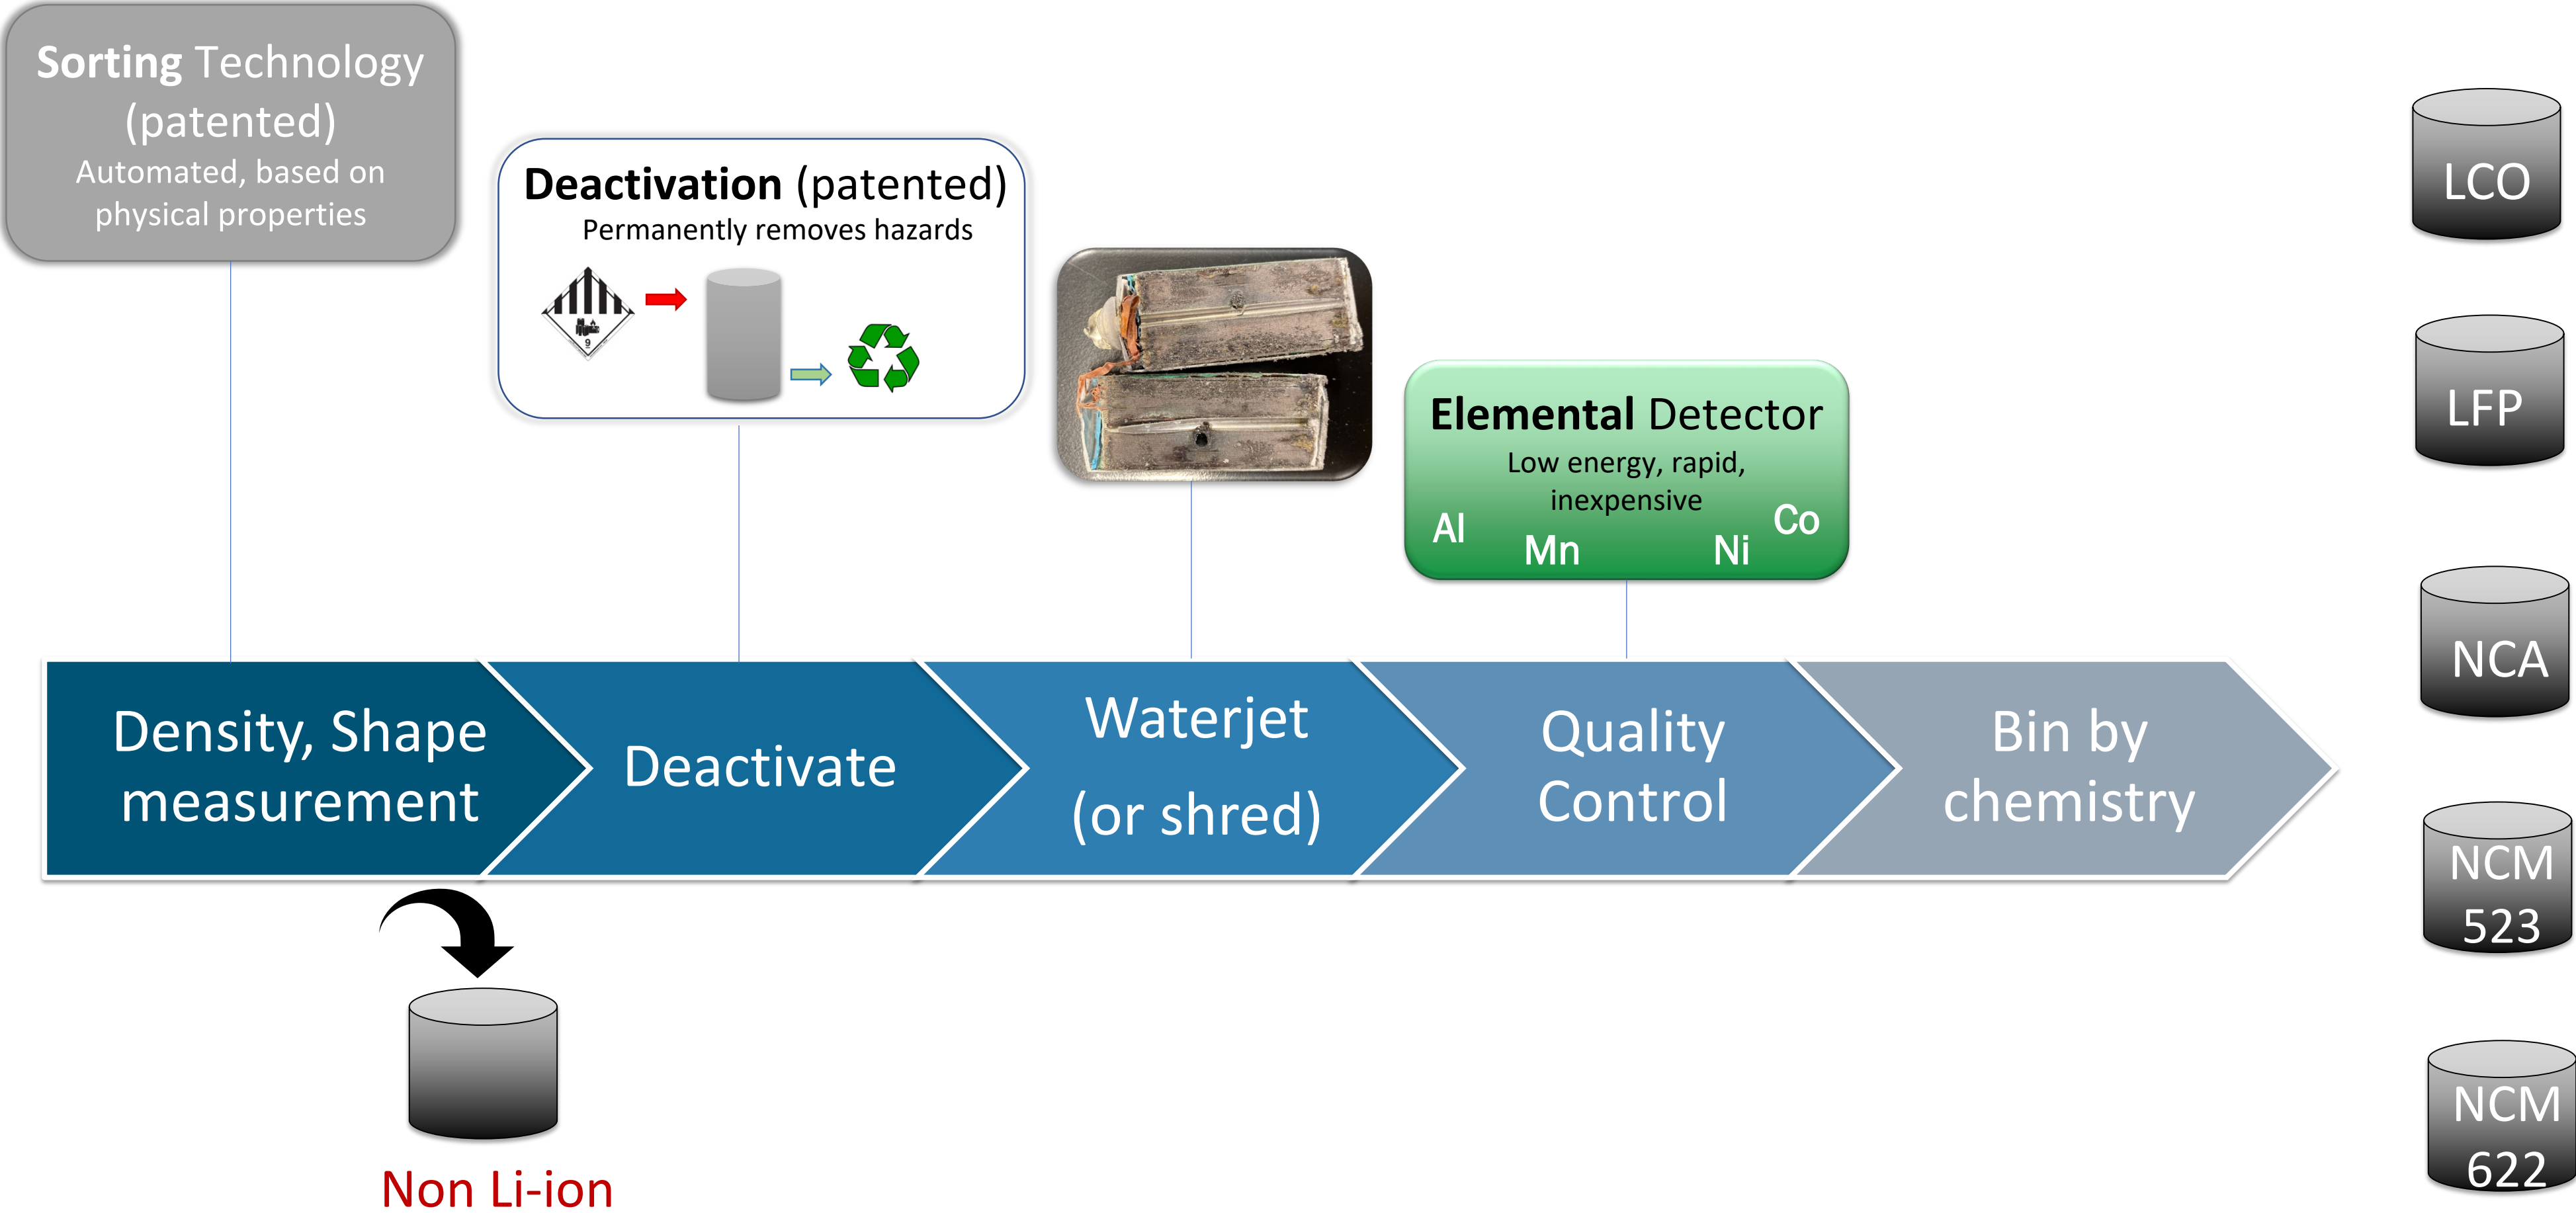 Sorting Technology
(patented)
Automated, based on
physical properties
Deactivation (patented)
Permanently removes hazards
9
Elemental Detector
Low energy, rapid,
inexpensive
Al
Mn
Ni
Co
Density, Shape
measurement
Deactivate
Waterjet
(or shred)
Quality
Control
Bin by
chemistry
Non Li-ion
LCO
LFP
NCA
NCM
523
NCM
622